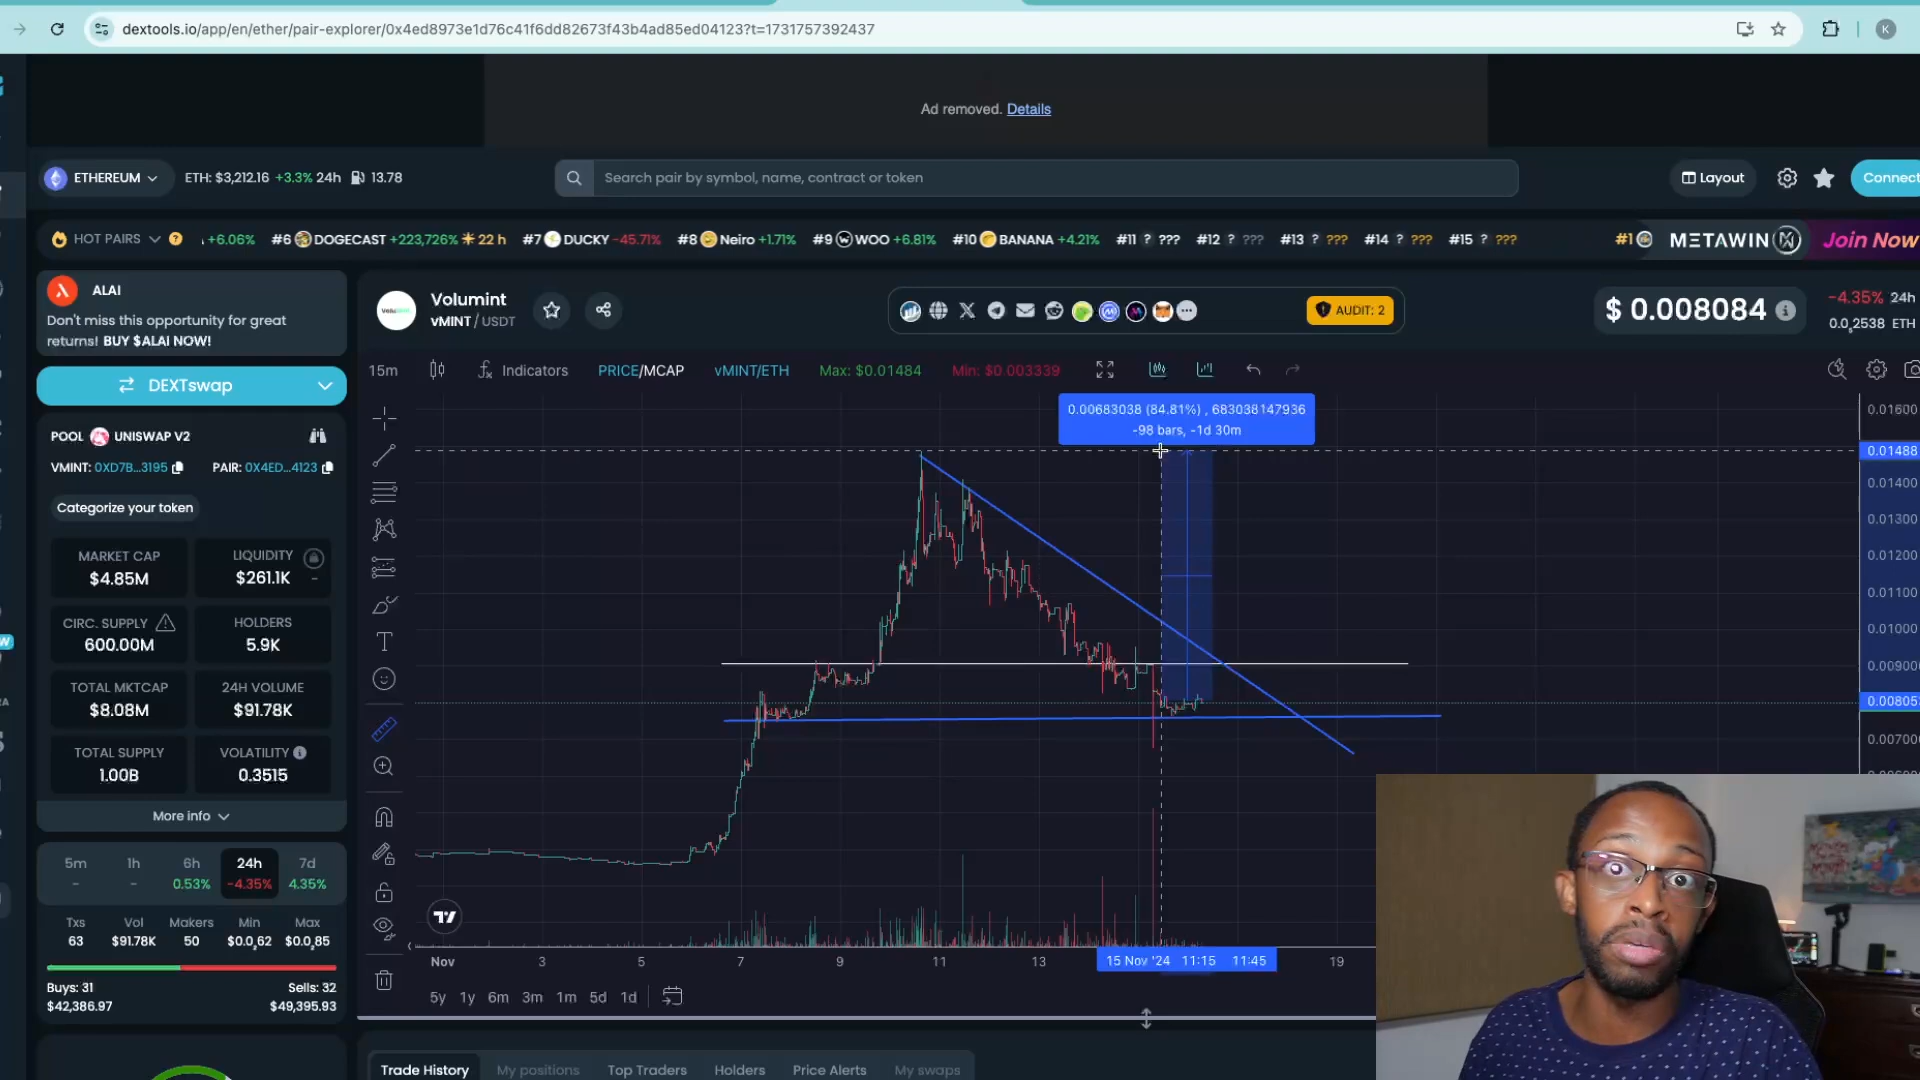 dextools.io/app/en/ether/pair-explorer/0x4ed8973e1d76c41f6dd82673f43b4ad85ed04123?t=1731757392437
K
Ad removed. Details
ETHEREUM
ETH: $3,212.16 +3.3% 24h 13.78
Search pair by symbol, name, contract or token
Layout
Connect
HOT PAIRS ? +6.06% #6 DOGECAST +223,726% 22 h #7 DUCKY -45.71% #8 Neiro +1.71% #9 WOO +6.81% #10 BANANA +4.21% #11 ? ??? #12 ? ??? #13 ? ??? #14 ? ??? #15 ? ??? #1 METAWIN Join Now
ALAI
Don't miss this opportunity for great
returns! BUY $ALAI NOW!
DEXTswap
Volumint
vMINT / USDT
AUDIT: 2
$ 0.008084
-4.35% 24h
0.0₅2538 ETH
15m Indicators PRICE/MCAP vMINT/ETH Max: $0.01484 Min: $0.003339
0.00683038 (84.81%) , 683038147936
-98 bars, -1d 30m
POOL UNISWAP V2
VMINT: 0XD7B...3195 PAIR: 0X4ED...4123
Categorize your token
MARKET CAP
$4.85M
LIQUIDITY
$261.1K
-
CIRC. SUPPLY
600.00M
HOLDERS
5.9K
TOTAL MKTCAP
$8.08M
24H VOLUME
$91.78K
TOTAL SUPPLY
1.00B
VOLATILITY
0.3515
More info
5m 1h 6h 24h 7d
- - 0.53% -4.35% 4.35%
Txs Vol Makers Min Max
63 $91.78K 50 $0.0₂62 $0.0₂85
Buys: 31 Sells: 32
$42,386.97 $49,395.93
0.01600
0.01488
0.01400
0.01300
0.01200
0.01100
0.01000
0.00900
0.00805
0.00700
Nov 3 5 7 9 11 13 15 Nov '24 11:15 11:45 19
5y 1y 6m 3m 1m 5d 1d
Trade History My positions Top Traders Holders Price Alerts My swaps